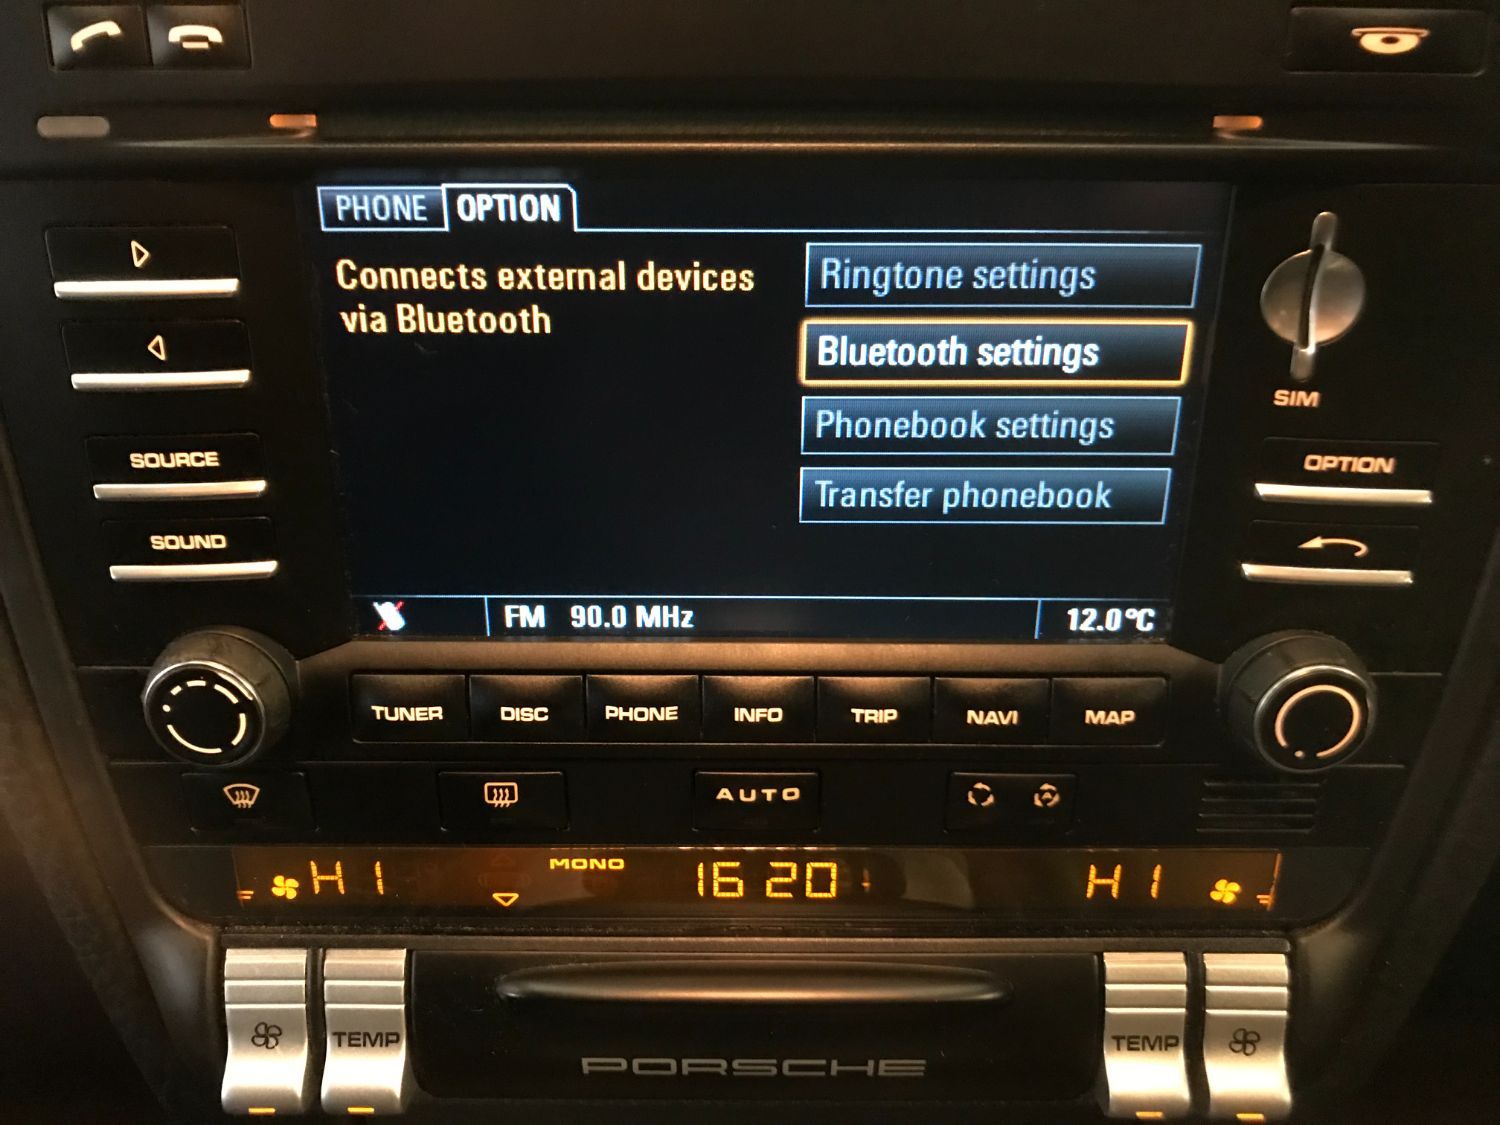 PHONE OPTION
Connects external devices
via Bluetooth
Ringtone settings
Bluetooth settings
Phonebook settings
Transfer phonebook
FM 90.0 MHz
12.0°C
SOURCE
SOUND
SIM
OPTION
TUNER DISC PHONE INFO TRIP NAVI MAP
AUTO
A
HI MONO 16 20 HI
TEMP TEMP
PORSCHE